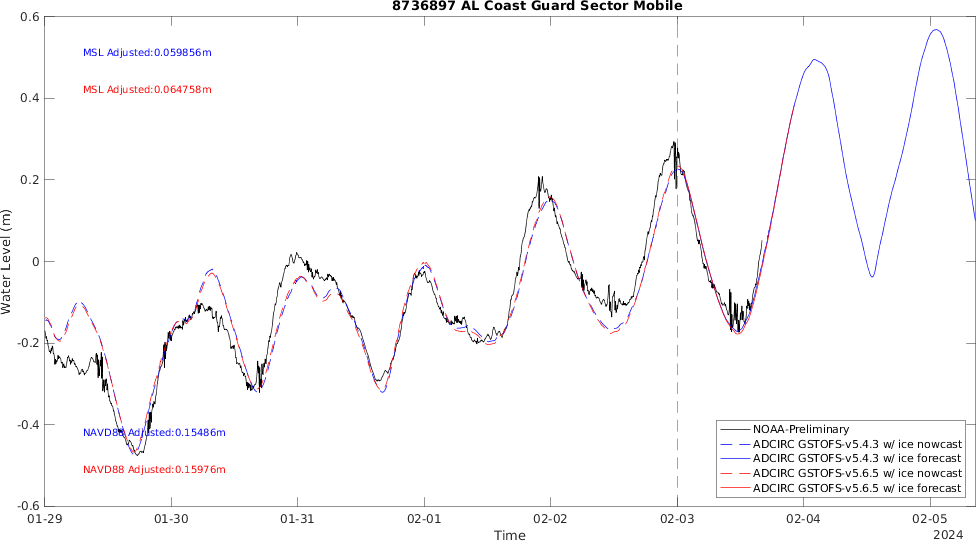 8736897 AL Coast Guard Sector Mobile
0.6
0.4
0.2
0
-0.2
-0.4
-0.6
Water Level (m)
MSL Adjusted:0.059856m
MSL Adjusted:0.064758m
NAVD88 Adjusted:0.15486m
NAVD88 Adjusted:0.15976m
NOAA-Preliminary
ADCIRC GSTOFS-v5.4.3 w/ ice nowcast
ADCIRC GSTOFS-v5.4.3 w/ ice forecast
ADCIRC GSTOFS-v5.6.5 w/ ice nowcast
ADCIRC GSTOFS-v5.6.5 w/ ice forecast
01-29 01-30 01-31 02-01 02-02 02-03 02-04 02-05
Time
2024